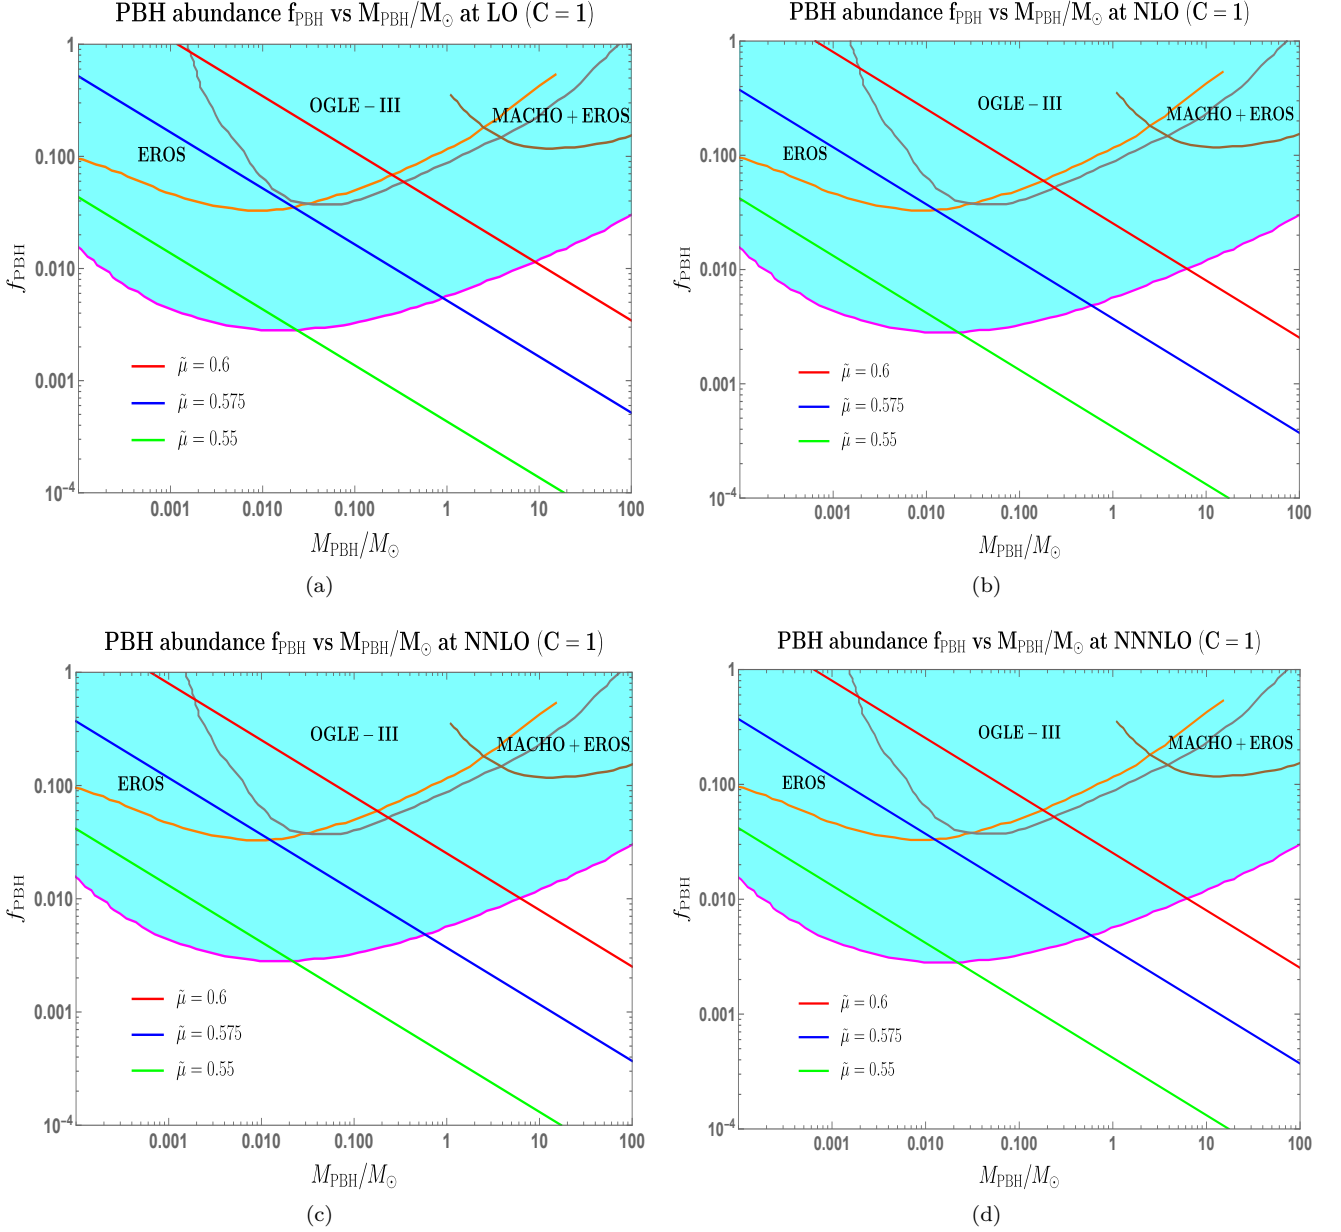 PBH abundance f_PBH vs M_PBH/M_⊙ at LO (C = 1)
1
0.100
0.010
0.001
10⁻⁴
f_PBH
OGLE – III
MACHO + EROS
EROS
μ̃ = 0.6
μ̃ = 0.575
μ̃ = 0.55
0.001 0.010 0.100 1 10 100
M_PBH/M_⊙
(a)
PBH abundance f_PBH vs M_PBH/M_⊙ at NLO (C = 1)
1
0.100
0.010
0.001
10⁻⁴
f_PBH
OGLE – III
MACHO + EROS
EROS
μ̃ = 0.6
μ̃ = 0.575
μ̃ = 0.55
0.001 0.010 0.100 1 10 100
M_PBH/M_⊙
(b)
PBH abundance f_PBH vs M_PBH/M_⊙ at NNLO (C = 1)
1
0.100
0.010
0.001
10⁻⁴
f_PBH
OGLE – III
MACHO + EROS
EROS
μ̃ = 0.6
μ̃ = 0.575
μ̃ = 0.55
0.001 0.010 0.100 1 10 100
M_PBH/M_⊙
(c)
PBH abundance f_PBH vs M_PBH/M_⊙ at NNNLO (C = 1)
1
0.100
0.010
0.001
10⁻⁴
f_PBH
OGLE – III
MACHO + EROS
EROS
μ̃ = 0.6
μ̃ = 0.575
μ̃ = 0.55
0.001 0.010 0.100 1 10 100
M_PBH/M_⊙
(d)